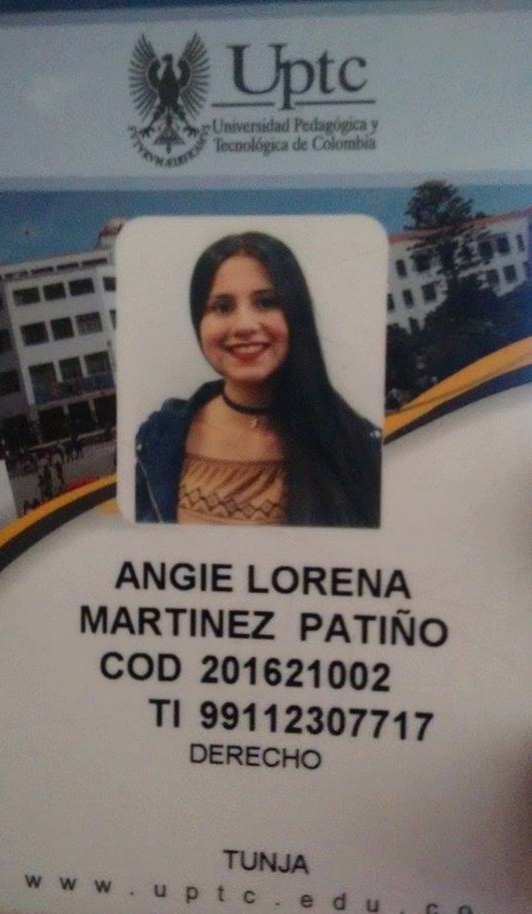 Uptc
Universidad Pedagógica y
Tecnológica de Colombia
ANGIE LORENA
MARTINEZ PATIÑO
COD 201621002
TI 99112307717
DERECHO
TUNJA
www.uptc.edu.co